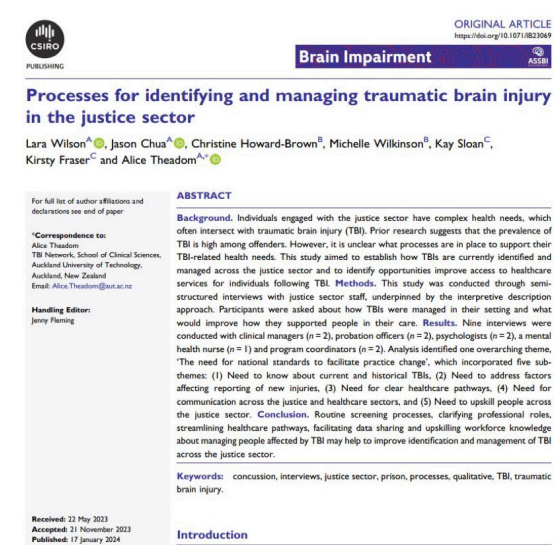 CSIRO
PUBLISHING
ORIGINAL ARTICLE
https://doi.org/10.1071/IB23069
Brain Impairment
ASSBI
Processes for identifying and managing traumatic brain injury
in the justice sector
Lara Wilson^A, Jason Chua^A, Christine Howard-Brown^B, Michelle Wilkinson^B, Kay Sloan^C,
Kirsty Fraser^C and Alice Theadom^A,*
For full list of author affiliations and
declarations see end of paper
*Correspondence to:
Alice Theadom
TBI Network, School of Clinical Sciences,
Auckland University of Technology,
Auckland, New Zealand
Email: Alice.Theadom@aut.ac.nz
Handling Editor:
Jenny Fleming
Received: 22 May 2023
Accepted: 21 November 2023
Published: 17 January 2024
ABSTRACT
Background. Individuals engaged with the justice sector have complex health needs, which
often intersect with traumatic brain injury (TBI). Prior research suggests that the prevalence of
TBI is high among offenders. However, it is unclear what processes are in place to support their
TBI-related health needs. This study aimed to establish how TBIs are currently identified and
managed across the justice sector and to identify opportunities improve access to healthcare
services for individuals following TBI. Methods. This study was conducted through semi-
structured interviews with justice sector staff, underpinned by the interpretive description
approach. Participants were asked about how TBIs were managed in their setting and what
would improve how they supported people in their care. Results. Nine interviews were
conducted with clinical managers (n = 2), probation officers (n = 2), psychologists (n = 2), a mental
health nurse (n = 1) and program coordinators (n = 2). Analysis identified one overarching theme,
'The need for national standards to facilitate practice change', which incorporated five sub-
themes: (1) Need to know about current and historical TBIs, (2) Need to address factors
affecting reporting of new injuries, (3) Need for clear healthcare pathways, (4) Need for
communication across the justice and healthcare sectors, and (5) Need to upskill people across
the justice sector. Conclusion. Routine screening processes, clarifying professional roles,
streamlining healthcare pathways, facilitating data sharing and upskilling workforce knowledge
about managing people affected by TBI may help to improve identification and management of TBI
across the justice sector.
Keywords: concussion, interviews, justice sector, prison, processes, qualitative, TBI, traumatic
brain injury.
Introduction